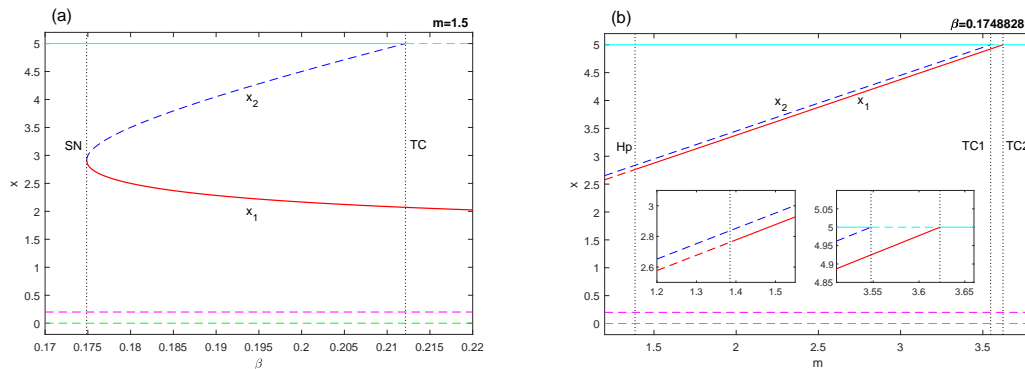 (a)
m=1.5
5
4.5
4
3.5
3
2.5
2
1.5
1
0.5
0
x
SN
TC
x2
x1
0.17 0.175 0.18 0.185 0.19 0.195 0.2 0.205 0.21 0.215 0.22
β
(b)
β=0.1748828
5
4.5
4
3.5
3
2.5
2
1.5
1
0.5
0
x
Hp
TC1
TC2
x2
x1
3
2.8
2.6
1.2 1.3 1.4 1.5
5.05
5
4.95
4.9
4.85
3.55 3.6 3.65
1.5 2 2.5 3 3.5
m